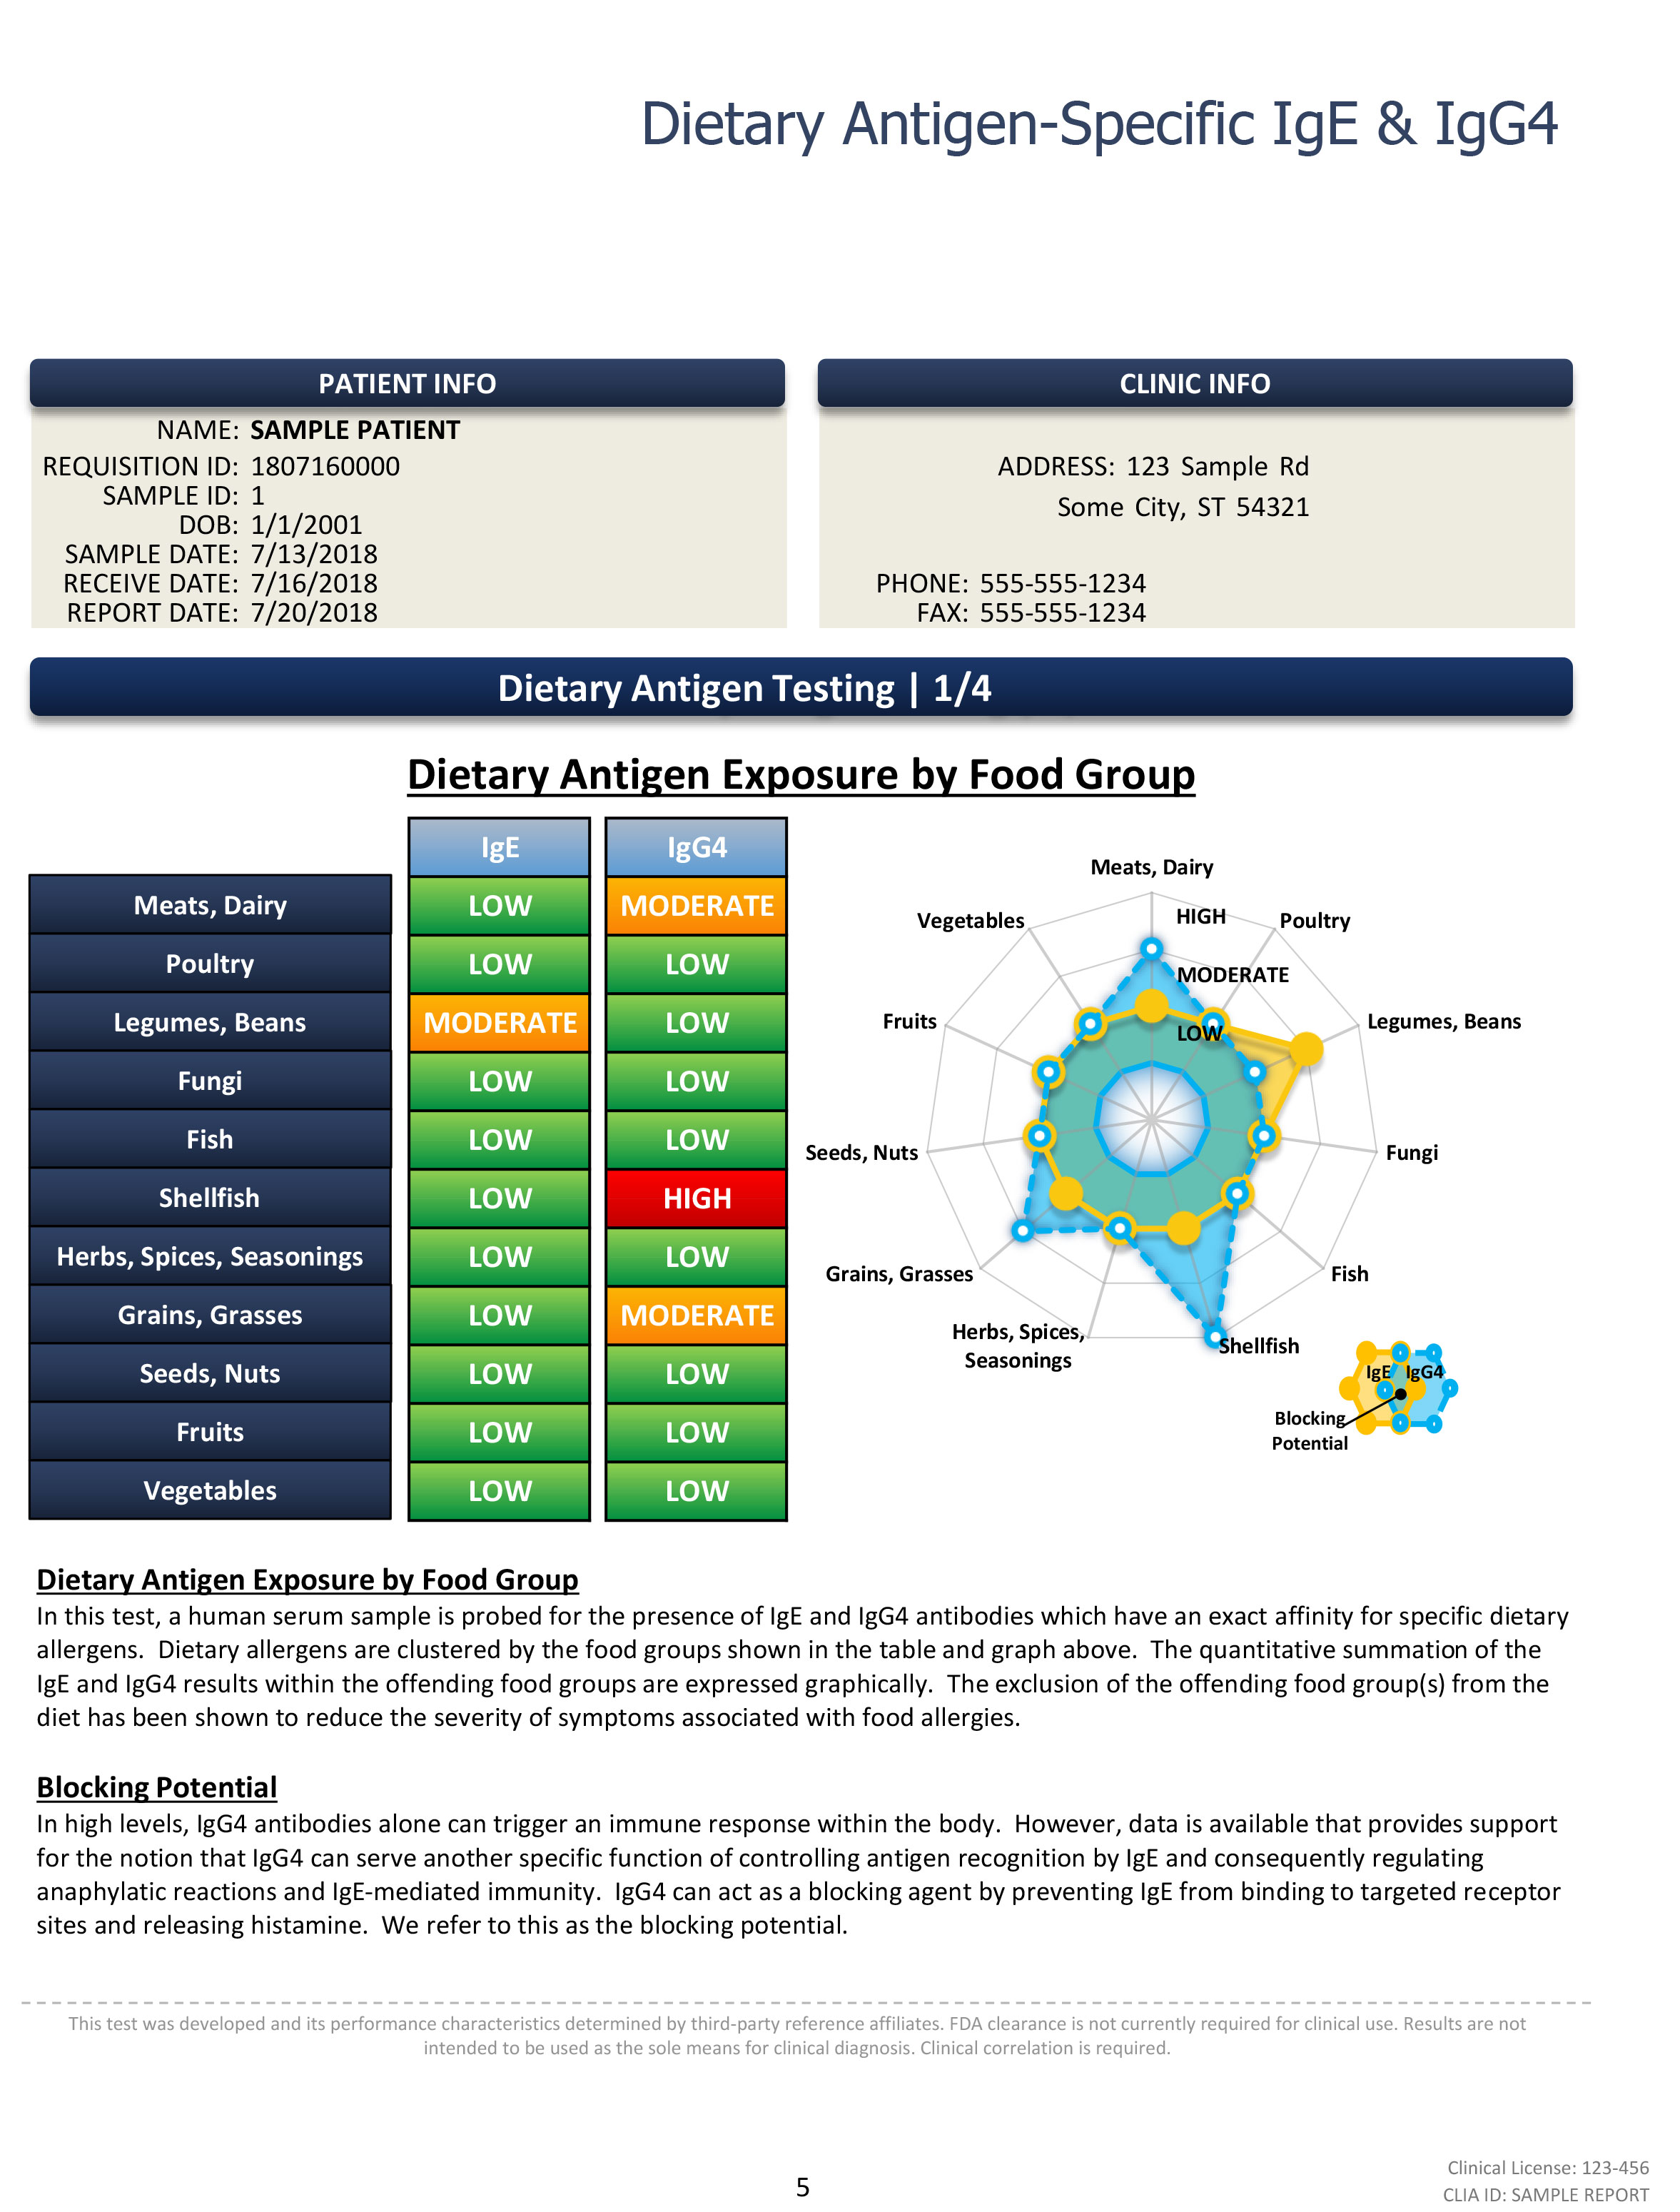 Dietary Antigen-Specific IgE & IgG4
PATIENT INFO
NAME: SAMPLE PATIENT
REQUISITION ID: 1807160000
SAMPLE ID: 1
DOB: 1/1/2001
SAMPLE DATE: 7/13/2018
RECEIVE DATE: 7/16/2018
REPORT DATE: 7/20/2018
CLINIC INFO
ADDRESS: 123 Sample Rd
Some City, ST 54321
PHONE: 555-555-1234
FAX: 555-555-1234
Dietary Antigen Testing | 1/4
Dietary Antigen Exposure by Food Group
IgE IgG4
Meats, Dairy LOW MODERATE
Poultry LOW LOW
Legumes, Beans MODERATE LOW
Fungi LOW LOW
Fish LOW LOW
Shellfish LOW HIGH
Herbs, Spices, Seasonings LOW LOW
Grains, Grasses LOW MODERATE
Seeds, Nuts LOW LOW
Fruits LOW LOW
Vegetables LOW LOW
Meats, Dairy
HIGH
Vegetables
Poultry
MODERATE
Fruits
LOW
Legumes, Beans
Seeds, Nuts
Fungi
Grains, Grasses
Fish
Herbs, Spices,
Seasonings
Shellfish
IgE IgG4
Blocking
Potential
Dietary Antigen Exposure by Food Group
In this test, a human serum sample is probed for the presence of IgE and IgG4 antibodies which have an exact affinity for specific dietary
allergens. Dietary allergens are clustered by the food groups shown in the table and graph above. The quantitative summation of the
IgE and IgG4 results within the offending food groups are expressed graphically. The exclusion of the offending food group(s) from the
diet has been shown to reduce the severity of symptoms associated with food allergies.
Blocking Potential
In high levels, IgG4 antibodies alone can trigger an immune response within the body. However, data is available that provides support
for the notion that IgG4 can serve another specific function of controlling antigen recognition by IgE and consequently regulating
anaphylatic reactions and IgE-mediated immunity. IgG4 can act as a blocking agent by preventing IgE from binding to targeted receptor
sites and releasing histamine. We refer to this as the blocking potential.
This test was developed and its performance characteristics determined by third-party reference affiliates. FDA clearance is not currently required for clinical use. Results are not
intended to be used as the sole means for clinical diagnosis. Clinical correlation is required.
5
Clinical License: 123-456
CLIA ID: SAMPLE REPORT